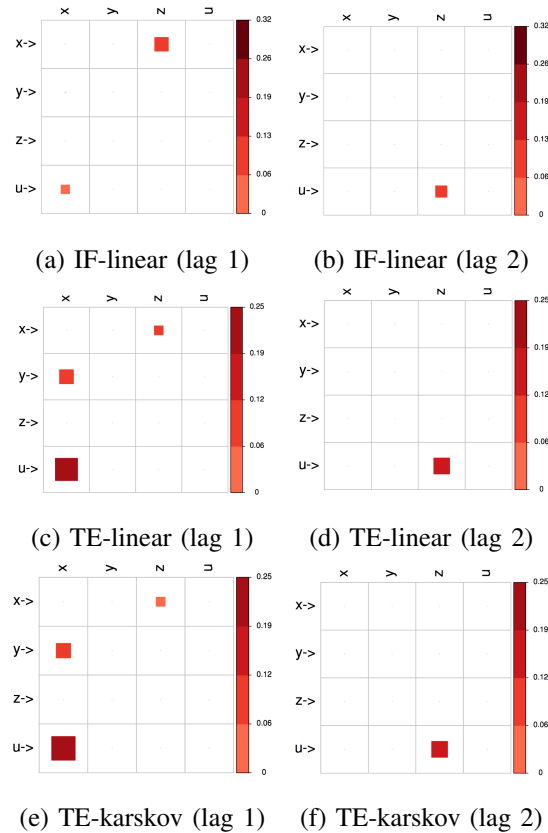 x y z u
x y z u
x-> 0.32
x-> 0.32
y-> 0.26
y-> 0.26
0.19
0.19
z-> 0.13
z-> 0.13
u-> 0.06
u-> 0.06
0
0
(a) IF-linear (lag 1)
(b) IF-linear (lag 2)
x y z u
x y z u
x-> 0.25
x-> 0.25
y-> 0.19
y-> 0.19
0.12
0.12
z->
z->
u-> 0.06
u-> 0.06
0
0
(c) TE-linear (lag 1)
(d) TE-linear (lag 2)
x y z u
x y z u
x-> 0.25
x-> 0.25
y-> 0.19
y-> 0.19
0.12
0.12
z->
z->
u-> 0.06
u-> 0.06
0
0
(e) TE-karskov (lag 1)
(f) TE-karskov (lag 2)